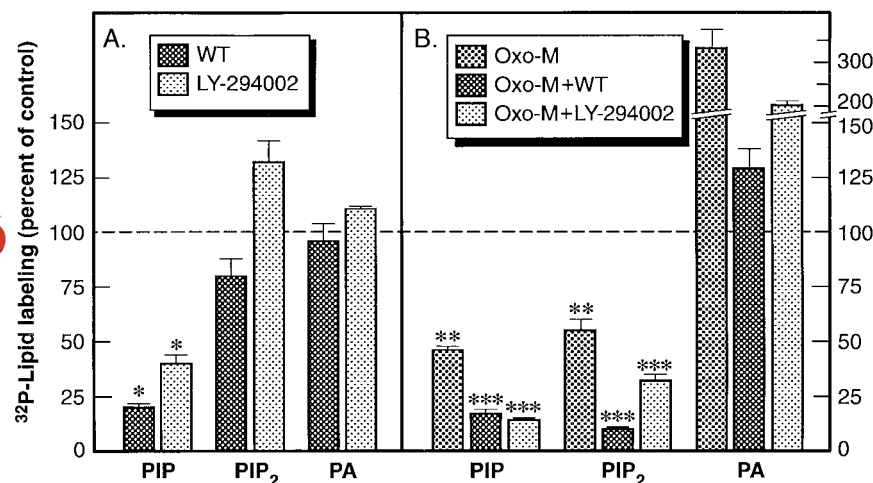 A.
WT
LY-294002
B.
Oxo-M
Oxo-M+WT
Oxo-M+LY-294002
³²P-Lipid labeling (percent of control)
150
125
100
75
50
25
0
300
200
150
125
100
75
50
25
0
* *
** *** ***
** *** ***
PIP PIP₂ PA
PIP PIP₂ PA